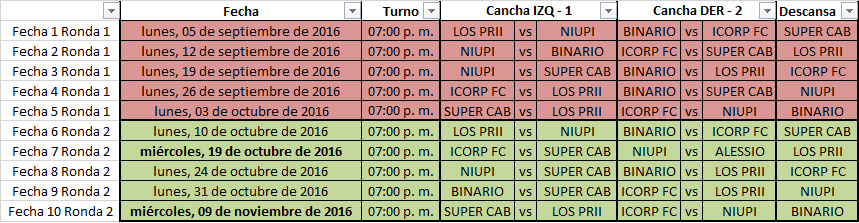 Fecha Turno Cancha IZQ - 1 Cancha DER - 2 Descansa
Fecha 1 Ronda 1 lunes, 05 de septiembre de 2016 07:00 p. m. LOS PRII vs NIUPI BINARIO vs ICORP FC SUPER CAB
Fecha 2 Ronda 1 lunes, 12 de septiembre de 2016 07:00 p. m. NIUPI vs BINARIO ICORP FC vs SUPER CAB LOS PRII
Fecha 3 Ronda 1 lunes, 19 de septiembre de 2016 07:00 p. m. NIUPI vs SUPER CAB BINARIO vs LOS PRII ICORP FC
Fecha 4 Ronda 1 lunes, 26 de septiembre de 2016 07:00 p. m. ICORP FC vs LOS PRII BINARIO vs SUPER CAB NIUPI
Fecha 5 Ronda 1 lunes, 03 de octubre de 2016 07:00 p. m. SUPER CAB vs LOS PRII ICORP FC vs NIUPI BINARIO
Fecha 6 Ronda 2 lunes, 10 de octubre de 2016 07:00 p. m. LOS PRII vs NIUPI BINARIO vs ICORP FC SUPER CAB
Fecha 7 Ronda 2 miércoles, 19 de octubre de 2016 07:00 p. m. ICORP FC vs SUPER CAB NIUPI vs ALESSIO LOS PRII
Fecha 8 Ronda 2 lunes, 24 de octubre de 2016 07:00 p. m. NIUPI vs SUPER CAB BINARIO vs LOS PRII ICORP FC
Fecha 9 Ronda 2 lunes, 31 de octubre de 2016 07:00 p. m. BINARIO vs SUPER CAB ICORP FC vs LOS PRII NIUPI
Fecha 10 Ronda 2 miércoles, 09 de noviembre de 2016 07:00 p. m. SUPER CAB vs LOS PRII ICORP FC vs NIUPI BINARIO